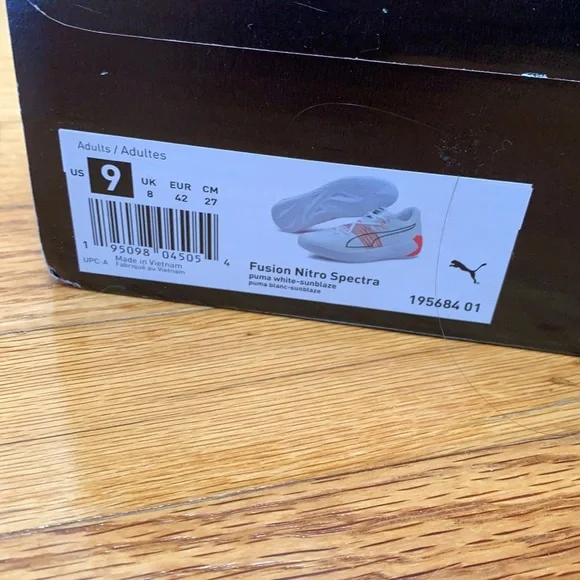 Adults / Adultes
US 9 UK 8 EUR 42 CM 27
1 95098 04505 4
UPC-A Made in Vietnam
Fabriqué au Vietnam
Fusion Nitro Spectra
puma white-sunblaze
puma blanc-sunblaze
195684 01